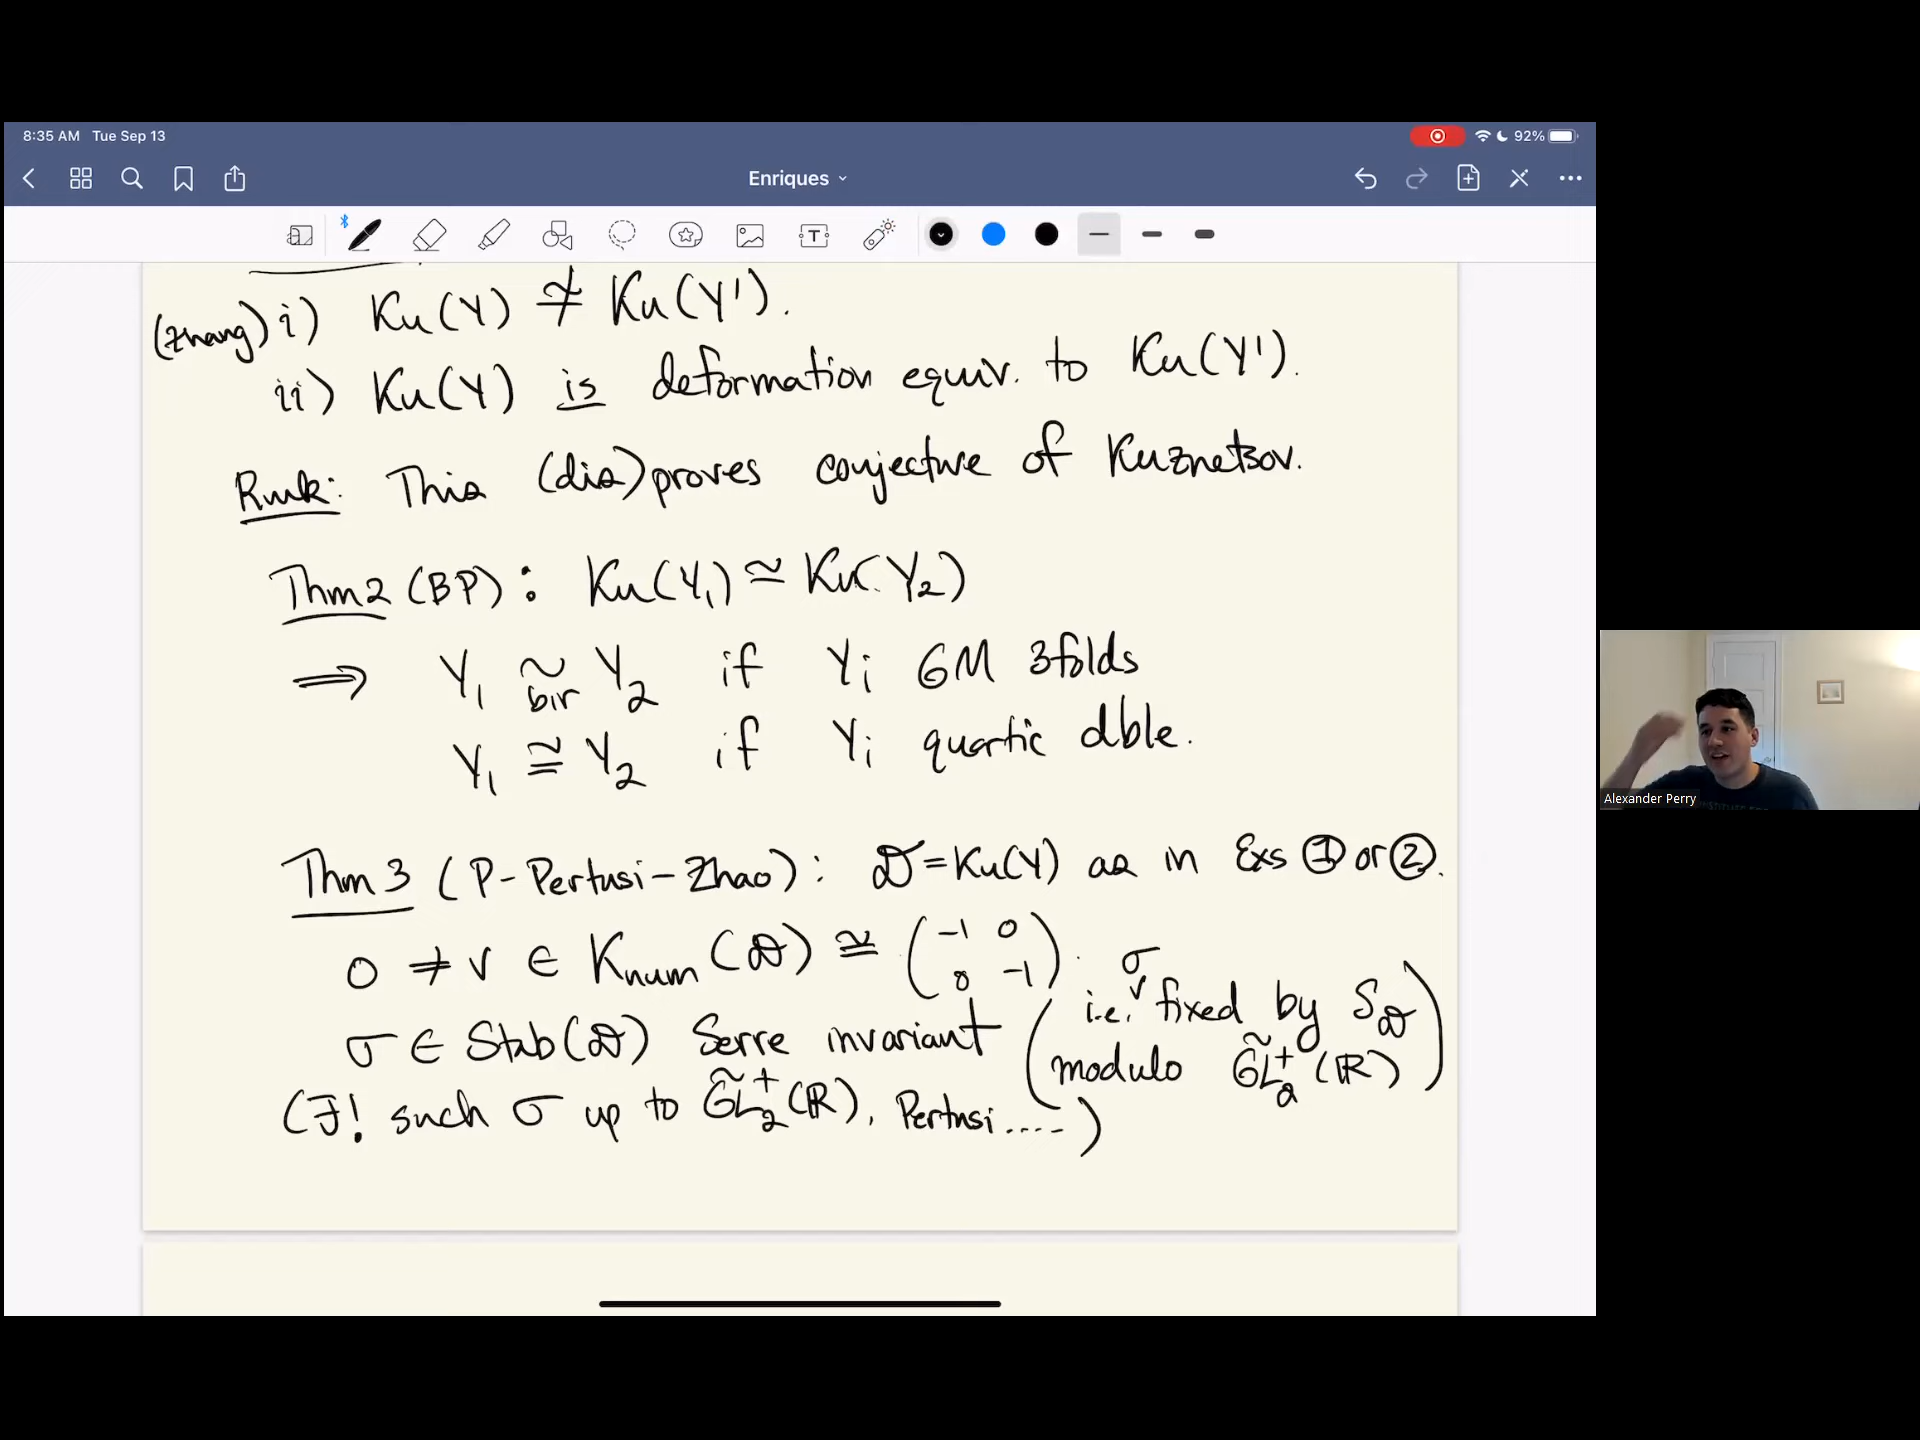 8:35 AM Tue Sep 13
92%
Enriques
(Zhang) i) Ku(Y) ≄ Ku(Y').
ii) Ku(Y) is deformation equiv. to Ku(Y').
Rmk: This (dis)proves conjecture of Kuznetsov.
Thm 2 (BP): Ku(Y₁) ≃ Ku(Y₂)
⟹ Y₁ ~bir Y₂ if Yᵢ GM 3folds
Y₁ ≅ Y₂ if Yᵢ quartic dble.
Thm 3 (P-Pertusi-Zhao): 𝒟 = Ku(Y) as in Exs ① or ②.
0 ≠ v ∈ Knum(𝒟) ≅ (-1 0
0 -1).
σ ∈ Stab(𝒟) Serre invariant (i.e. σ fixed by S𝒟
modulo G̃L₂⁺(ℝ))
(∃! such σ up to G̃L₂⁺(ℝ), Pertusi ....)
Alexander Perry